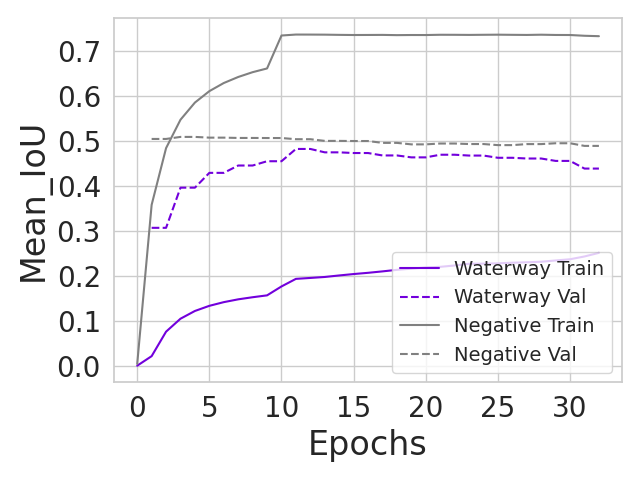 0.7
0.6
0.5
0.4
0.3
0.2
0.1
0.0
Mean_IoU
0 5 10 15 20 25 30
Epochs
Waterway Train
Waterway Val
Negative Train
Negative Val